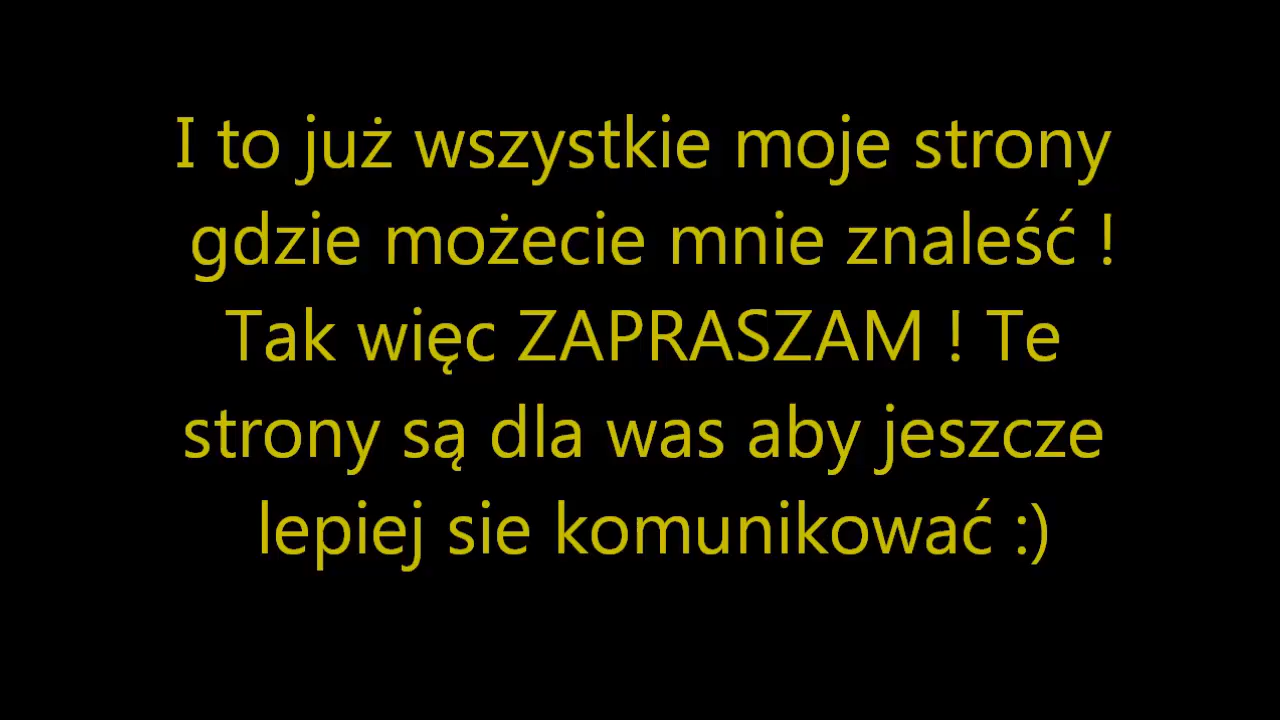 I to już wszystkie moje strony
gdzie możecie mnie znaleść !
Tak więc ZAPRASZAM ! Te
strony są dla was aby jeszcze
lepiej sie komunikować :)